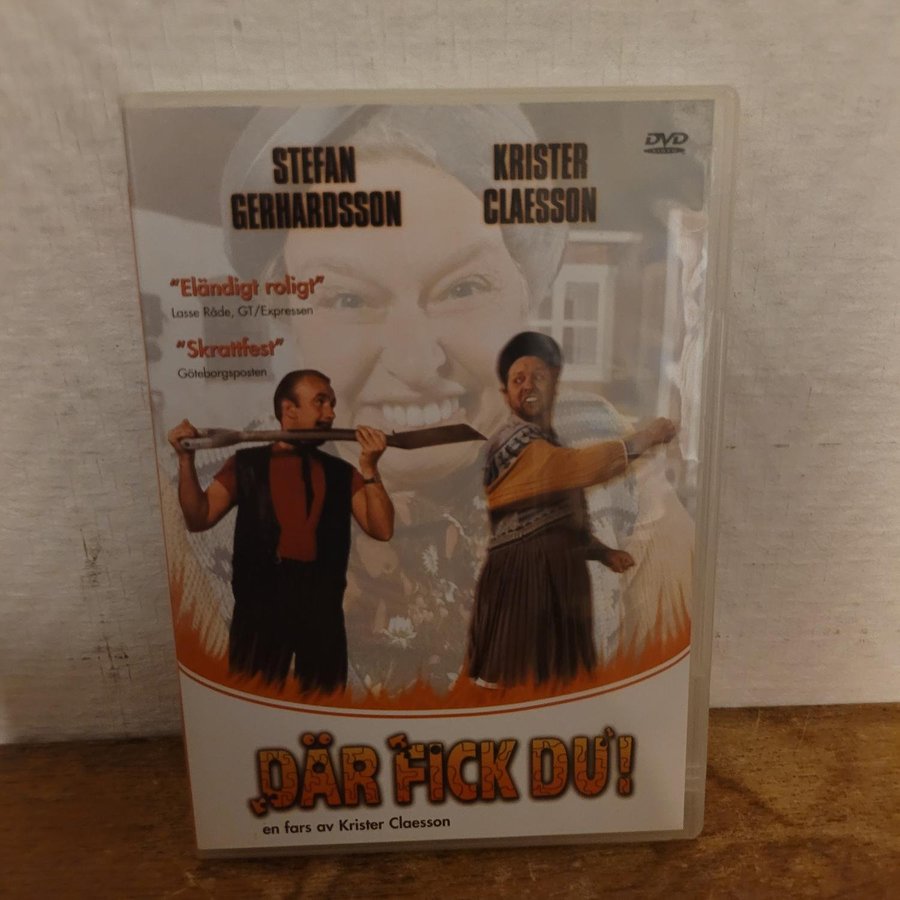 STEFAN
GERHARDSSON
KRISTER
CLAESSON
DVD
VIDEO
"Eländigt roligt"
Lasse Råde, GT/Expressen
"Skrattfest"
Göteborgsposten
DÄR FICK DU!
en fars av Krister Claesson